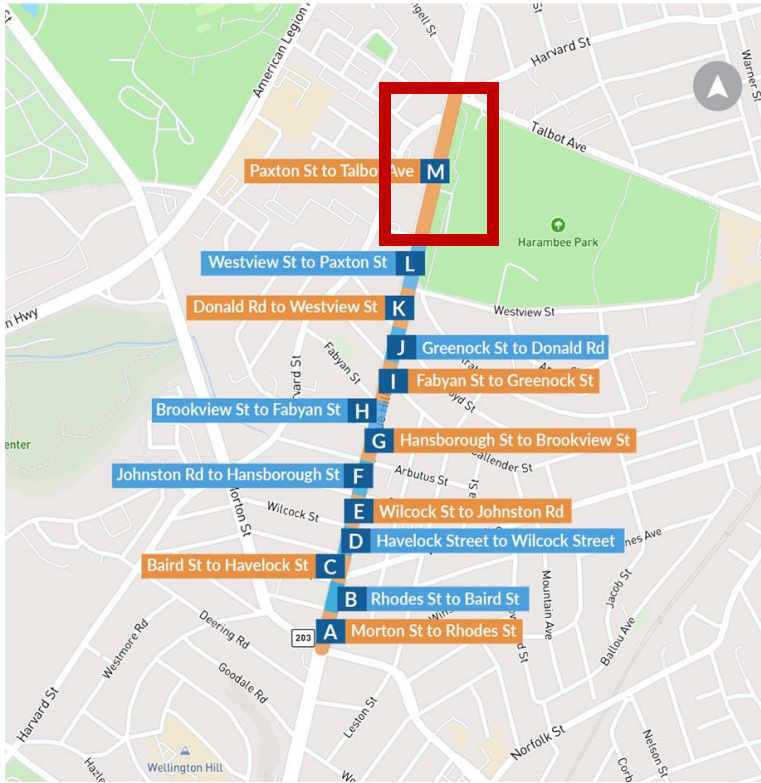 American Legion
Harvard St
Warner St
Talbot Ave
Paxton St to Talbot Ave
M
Harambee Park
Westview St to Paxton St
L
Donald Rd to Westview St
K
Westview St
Hwy
J
Greenock St to Donald Rd
Fabyan St
I
Fabyan St to Greenock St
Brookview St to Fabyan St
H
G
Hansborough St to Brookview St
enter
Callender St
Arbutus St
Johnston Rd to Hansborough St
F
Morton St
Wilcock St
E
Wilcock St to Johnston Rd
D
Havelock Street to Wilcock Street
Baird St to Havelock St
C
B
Rhodes St to Baird St
Mountain Ave
Jacob St
Ballou Ave
203
A
Morton St to Rhodes St
Deering Rd
Westmore Rd
Goodale Rd
Harvard St
Leston St
Norfolk St
Nelson St
Wellington Hill